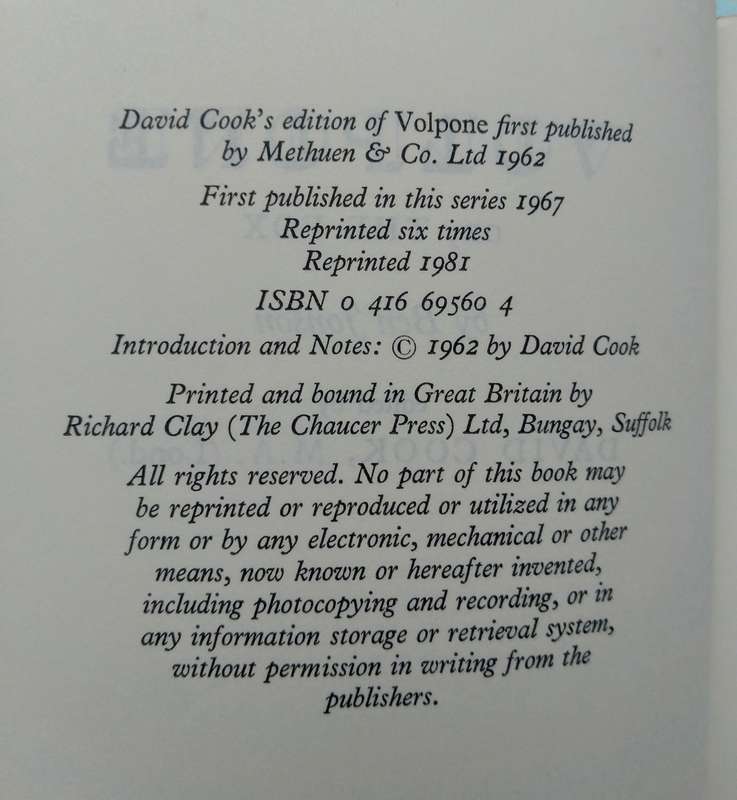 David Cook's edition of Volpone first published
by Methuen & Co. Ltd 1962
First published in this series 1967
Reprinted six times
Reprinted 1981
ISBN 0 416 69560 4
Introduction and Notes: © 1962 by David Cook
Printed and bound in Great Britain by
Richard Clay (The Chaucer Press) Ltd, Bungay, Suffolk
All rights reserved. No part of this book may
be reprinted or reproduced or utilized in any
form or by any electronic, mechanical or other
means, now known or hereafter invented,
including photocopying and recording, or in
any information storage or retrieval system,
without permission in writing from the
publishers.